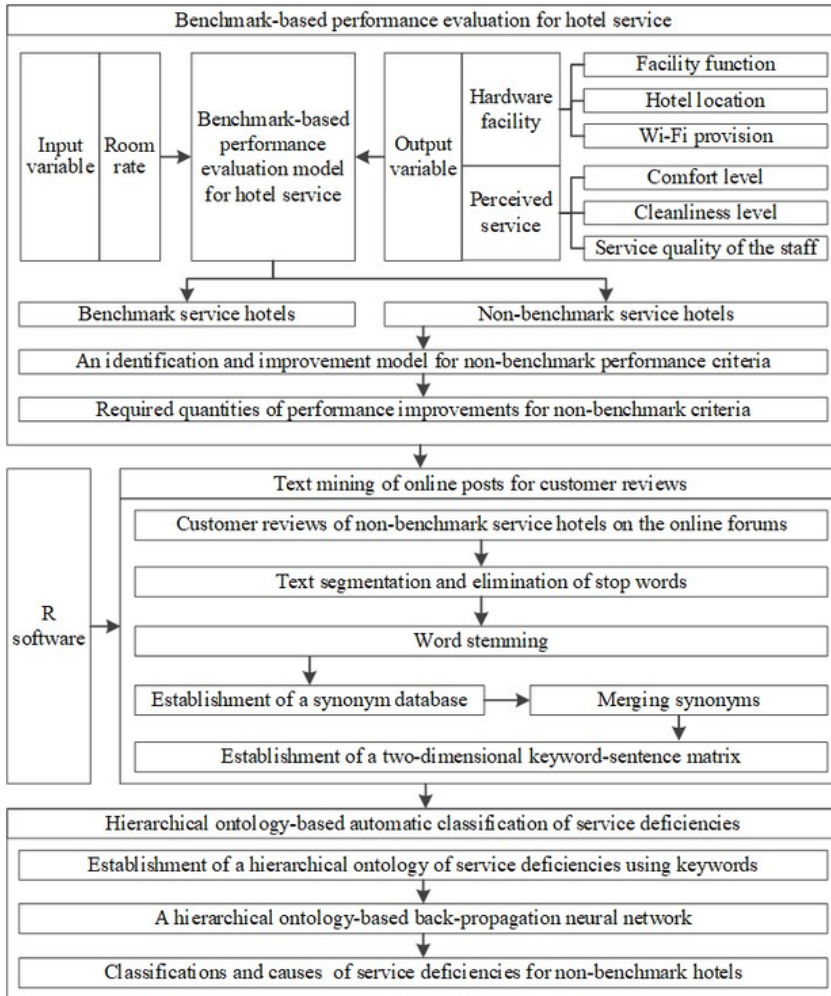 Benchmark-based performance evaluation for hotel service
Input
variable
Room
rate
Benchmark-based
performance
evaluation model
for hotel service
Output
variable
Hardware
facility
Perceived
service
Facility function
Hotel location
Wi-Fi provision
Comfort level
Cleanliness level
Service quality of the staff
Benchmark service hotels
Non-benchmark service hotels
An identification and improvement model for non-benchmark performance criteria
Required quantities of performance improvements for non-benchmark criteria
R
software
Text mining of online posts for customer reviews
Customer reviews of non-benchmark service hotels on the online forums
Text segmentation and elimination of stop words
Word stemming
Establishment of a synonym database
Merging synonyms
Establishment of a two-dimensional keyword-sentence matrix
Hierarchical ontology-based automatic classification of service deficiencies
Establishment of a hierarchical ontology of service deficiencies using keywords
A hierarchical ontology-based back-propagation neural network
Classifications and causes of service deficiencies for non-benchmark hotels